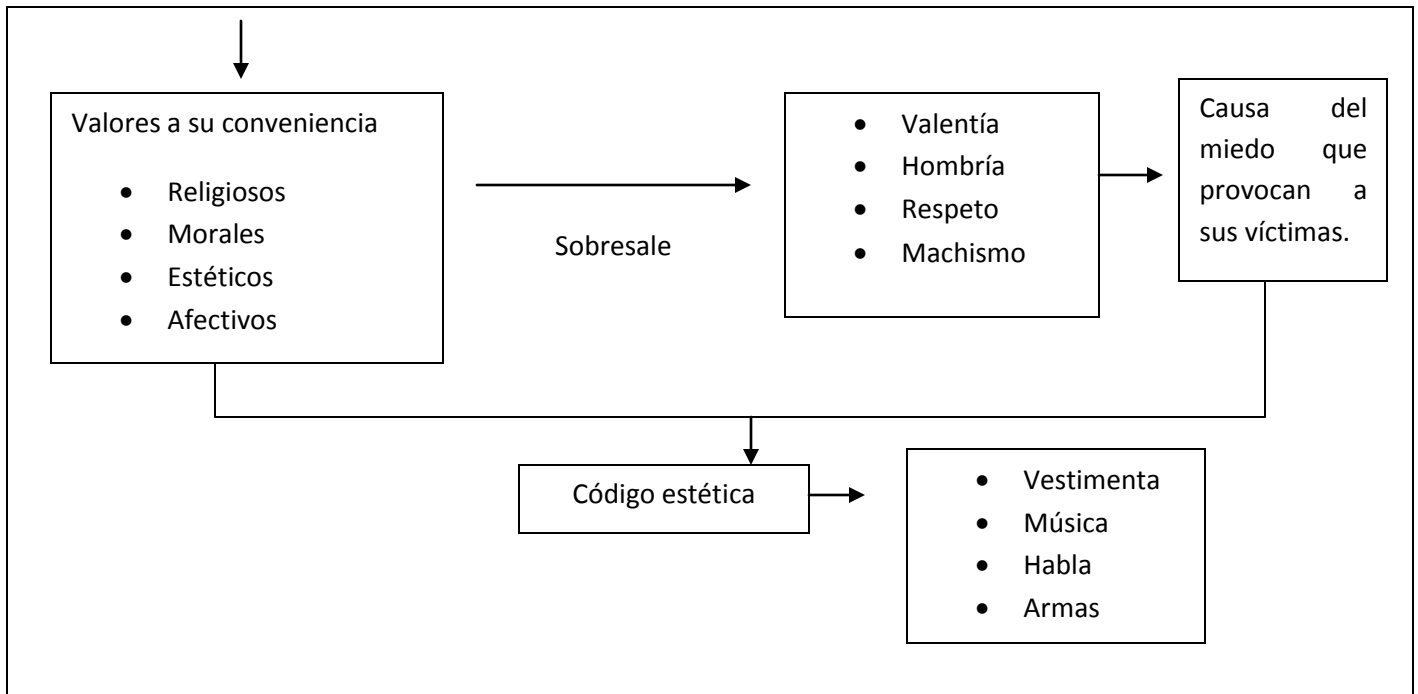 Valores a su conveniencia
• Religiosos
• Morales
• Estéticos
• Afectivos
Sobresale
• Valentía
• Hombría
• Respeto
• Machismo
Causa del
miedo que
provocan a
sus víctimas.
Código estética
• Vestimenta
• Música
• Habla
• Armas